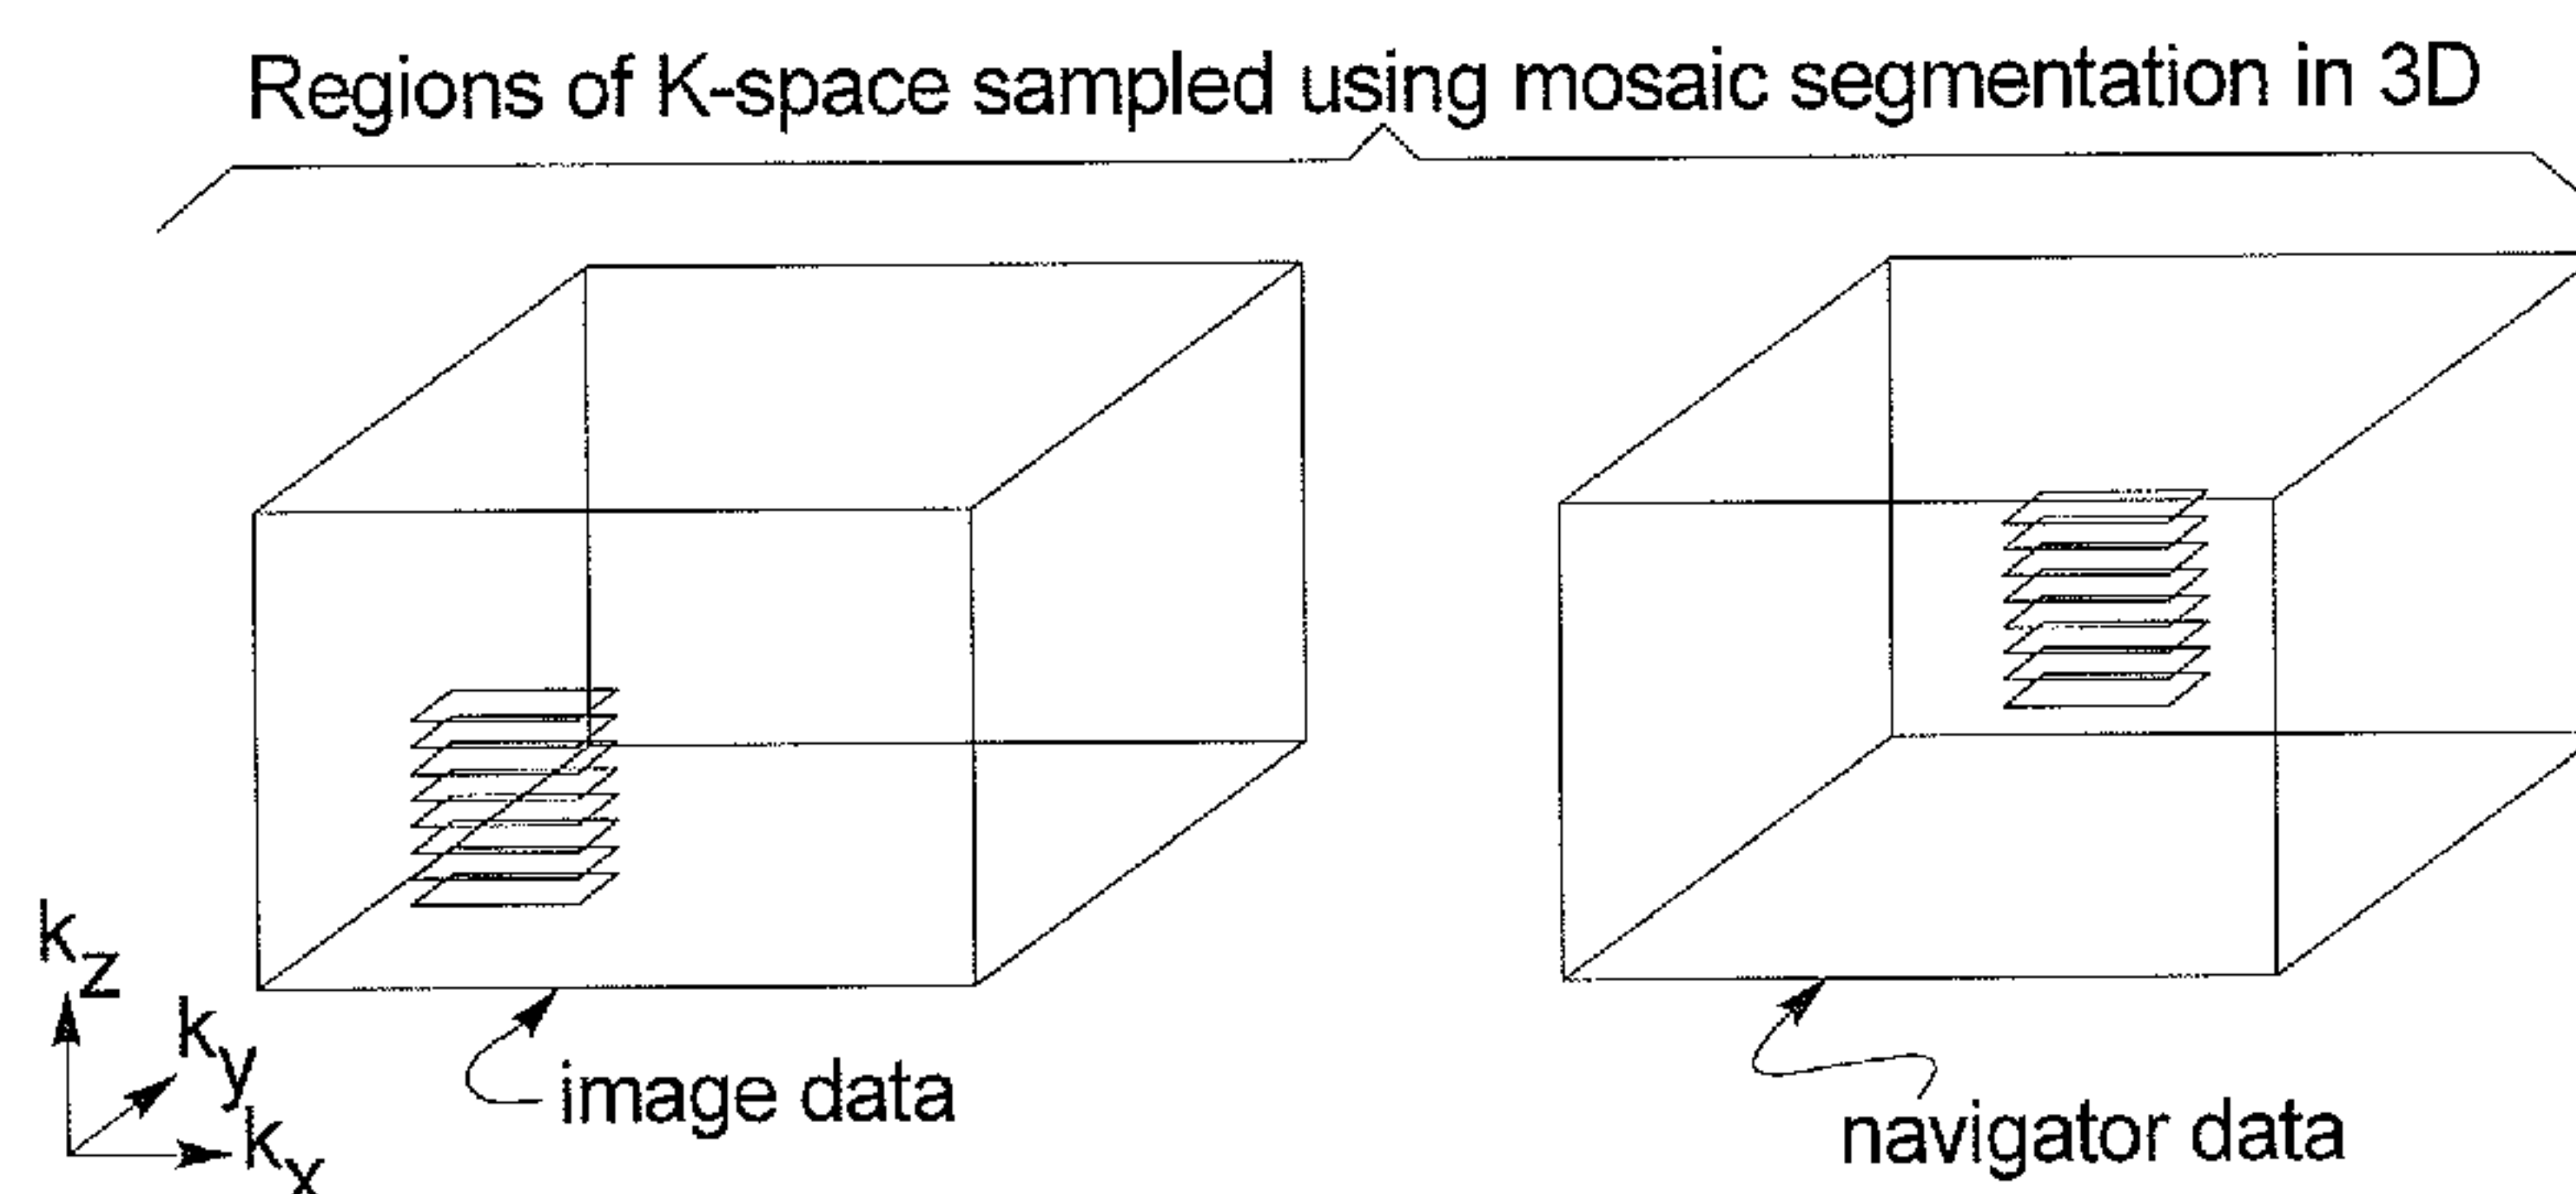 Regions of K-space sampled using mosaic segmentation in 3D
kz
ky
kx
image data
navigator data